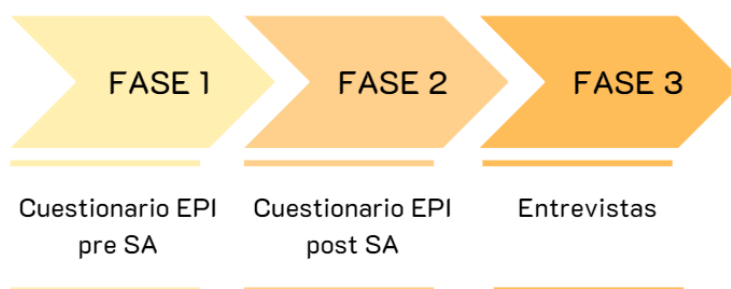 FASE 1
FASE 2
FASE 3
Cuestionario EPI
pre SA
Cuestionario EPI
post SA
Entrevistas